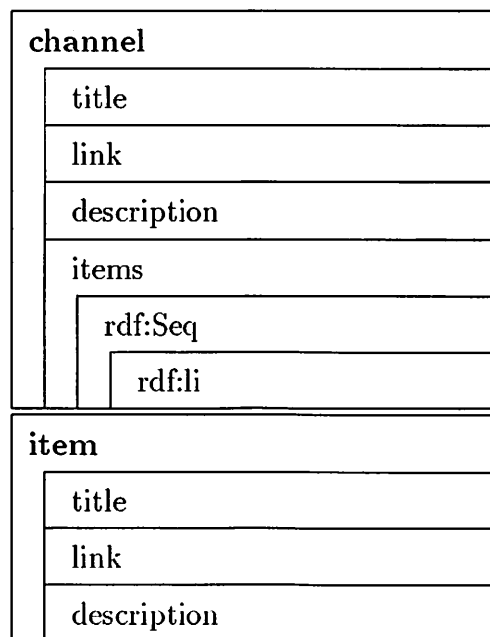 channel
title
link
description
items
rdf:Seq
rdf:li
item
title
link
description